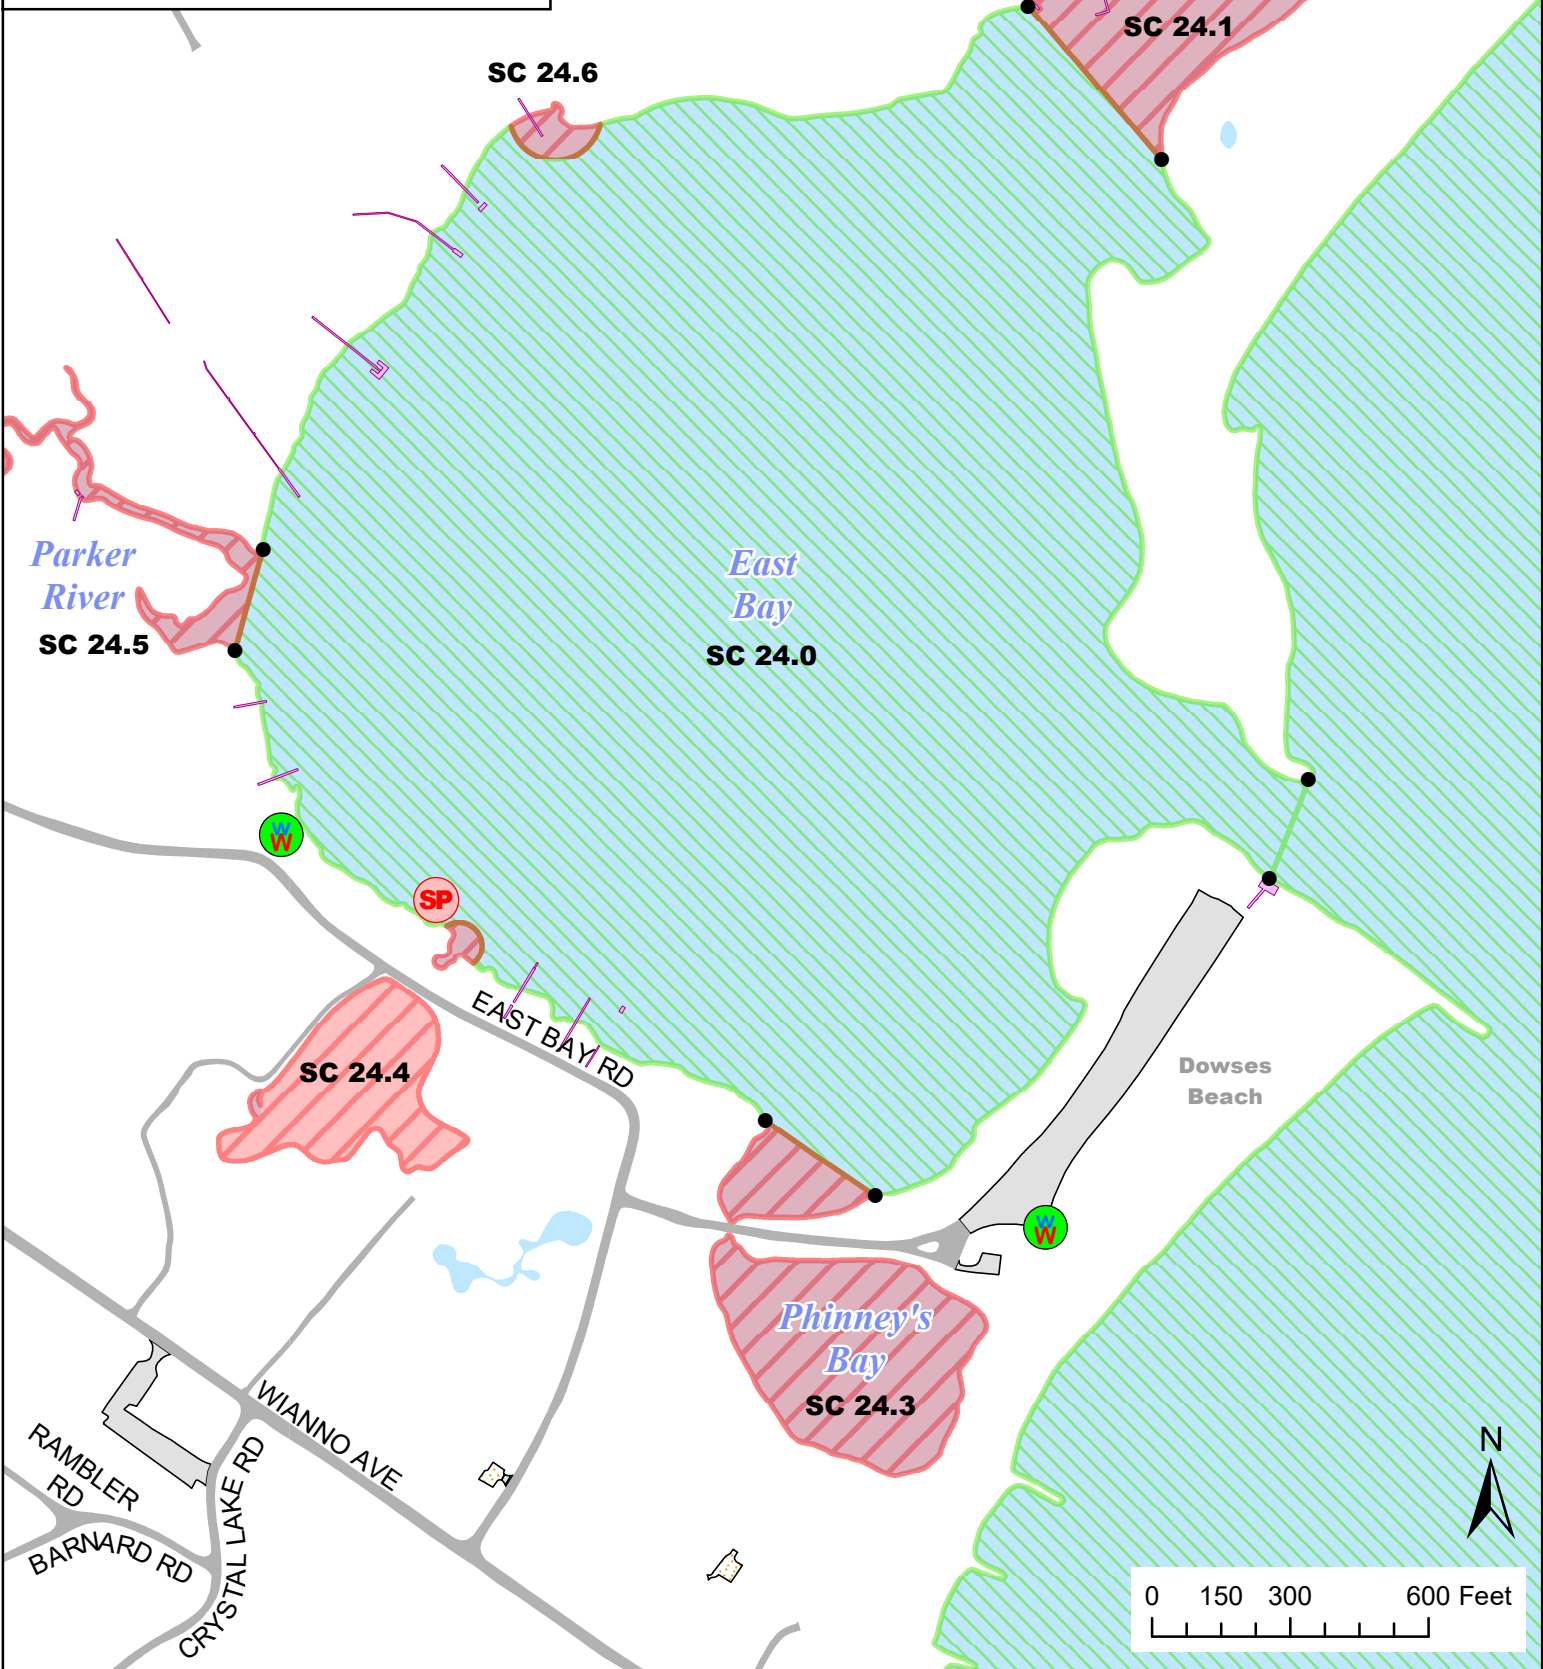 SC 24.1
SC 24.6
Parker
River
SC 24.5
East
Bay
SC 24.0
W
W
SP
EAST BAY RD
SC 24.4
Dowses
Beach
W
W
Phinney's
Bay
SC 24.3
WIANNO AVE
RAMBLER
RD
BARNARD RD
CRYSTAL LAKE RD
N
0 150 300 600 Feet